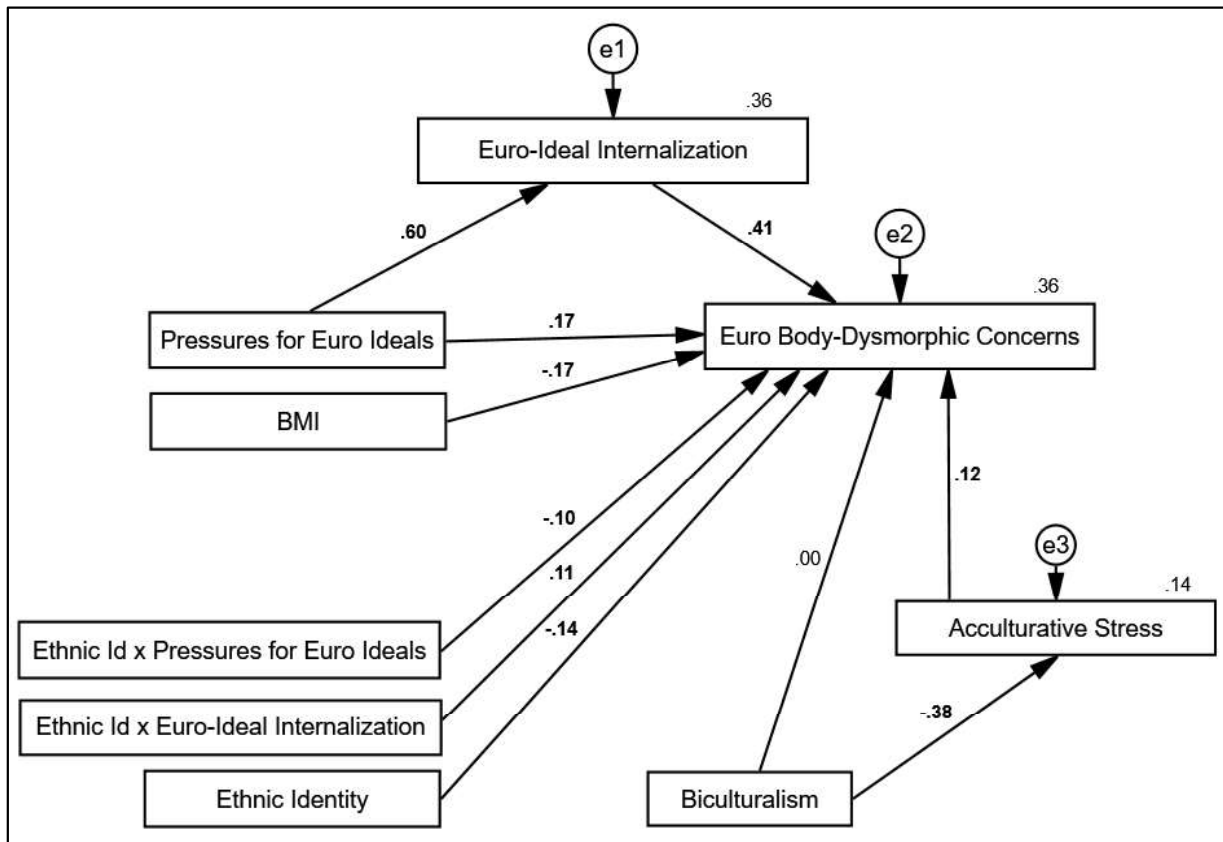 e1
.36
Euro-Ideal Internalization
.60
.41
e2
.36
Pressures for Euro Ideals
.17
Euro Body-Dysmorphic Concerns
-.17
BMI
-.10
.12
.11
.00
e3
-.14
.14
Ethnic Id x Pressures for Euro Ideals
Acculturative Stress
Ethnic Id x Euro-Ideal Internalization
-.38
Ethnic Identity
Biculturalism